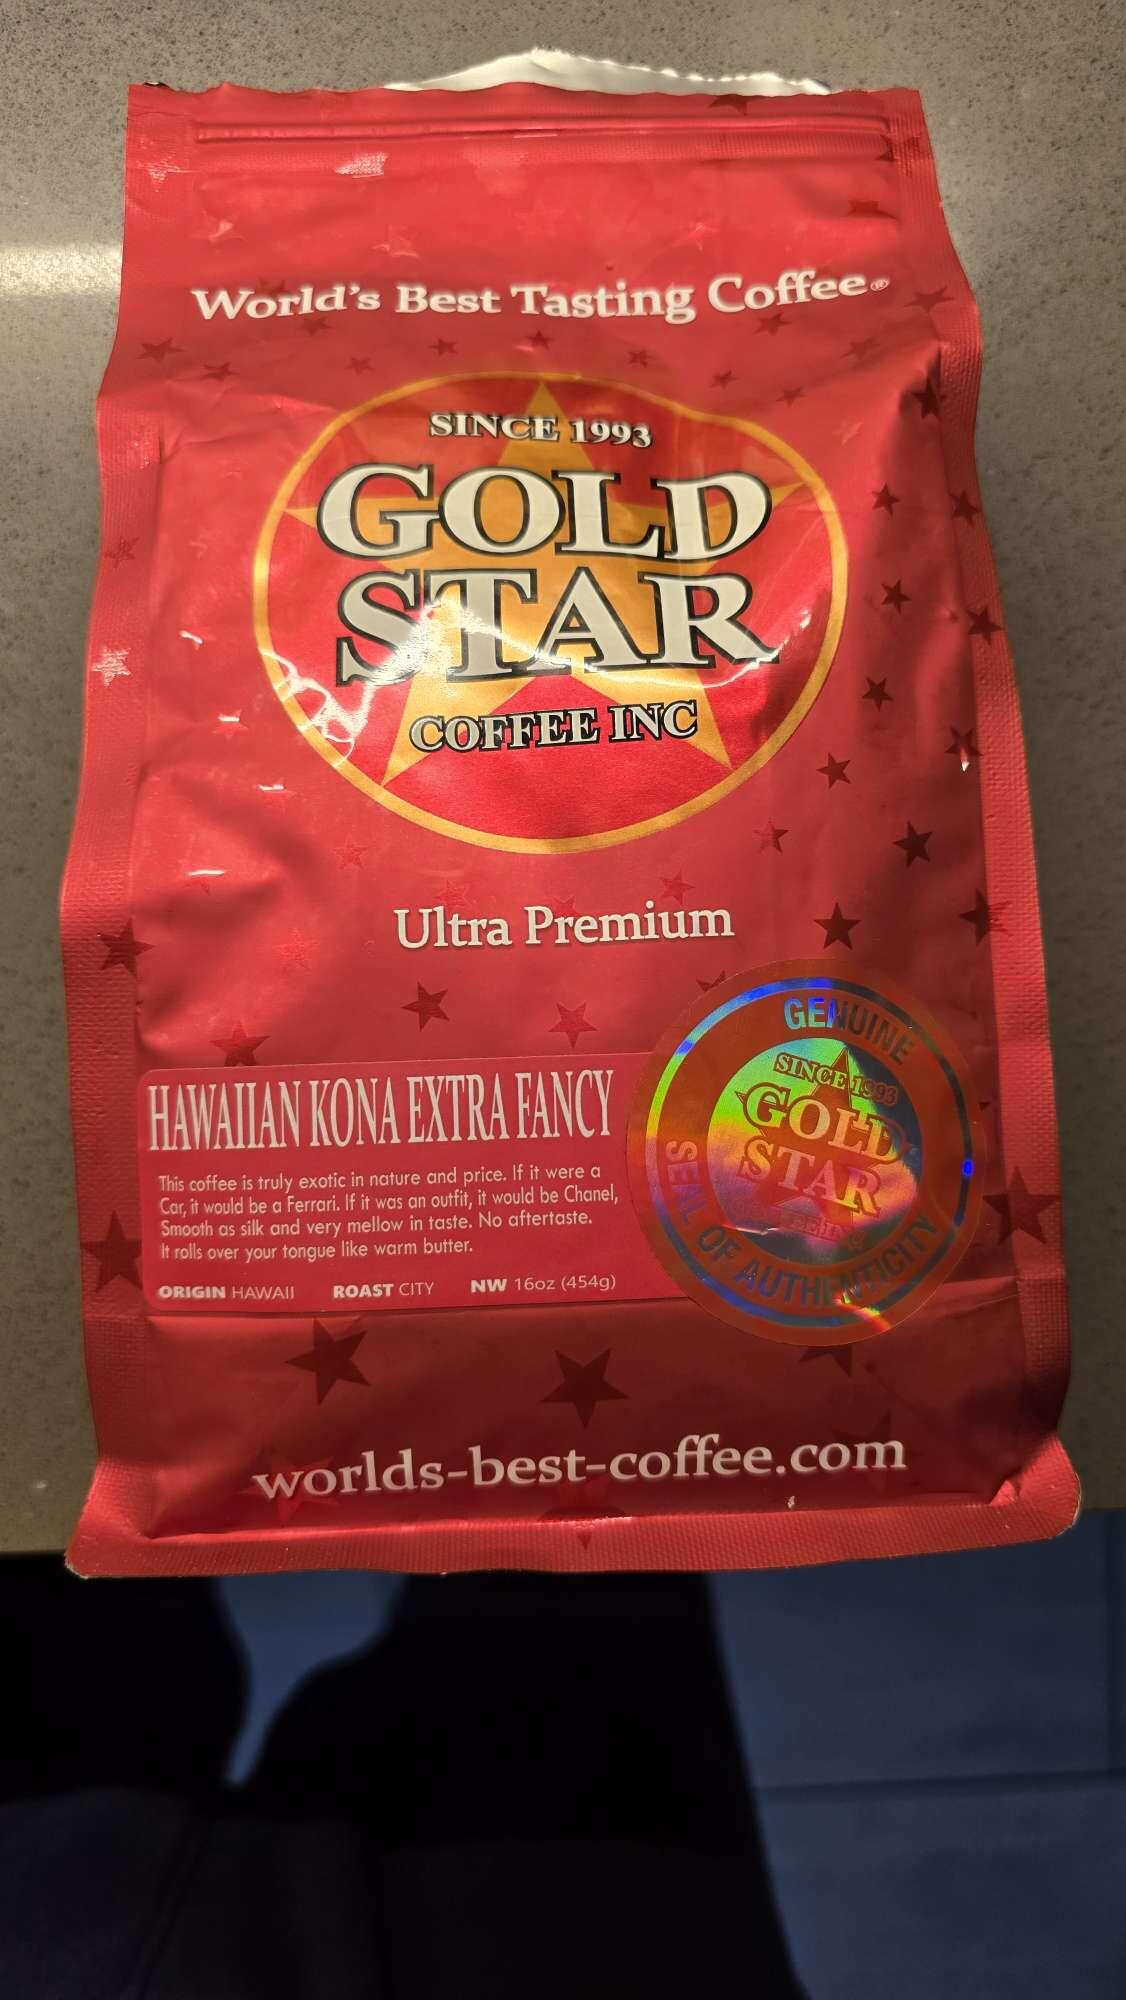 World's Best Tasting Coffee®
SINCE 1993
GOLD
STAR
COFFEE INC
Ultra Premium
HAWAIIAN KONA EXTRA FANCY
This coffee is truly exotic in nature and price. If it were a
Car, it would be a Ferrari. If it was an outfit, it would be Chanel,
Smooth as silk and very mellow in taste. No aftertaste.
It rolls over your tongue like warm butter.
ORIGIN HAWAII ROAST CITY NW 16oz (454g)
GENUINE
SINCE 1993
GOLD
STAR
SEAL OF AUTHENTICITY
worlds-best-coffee.com